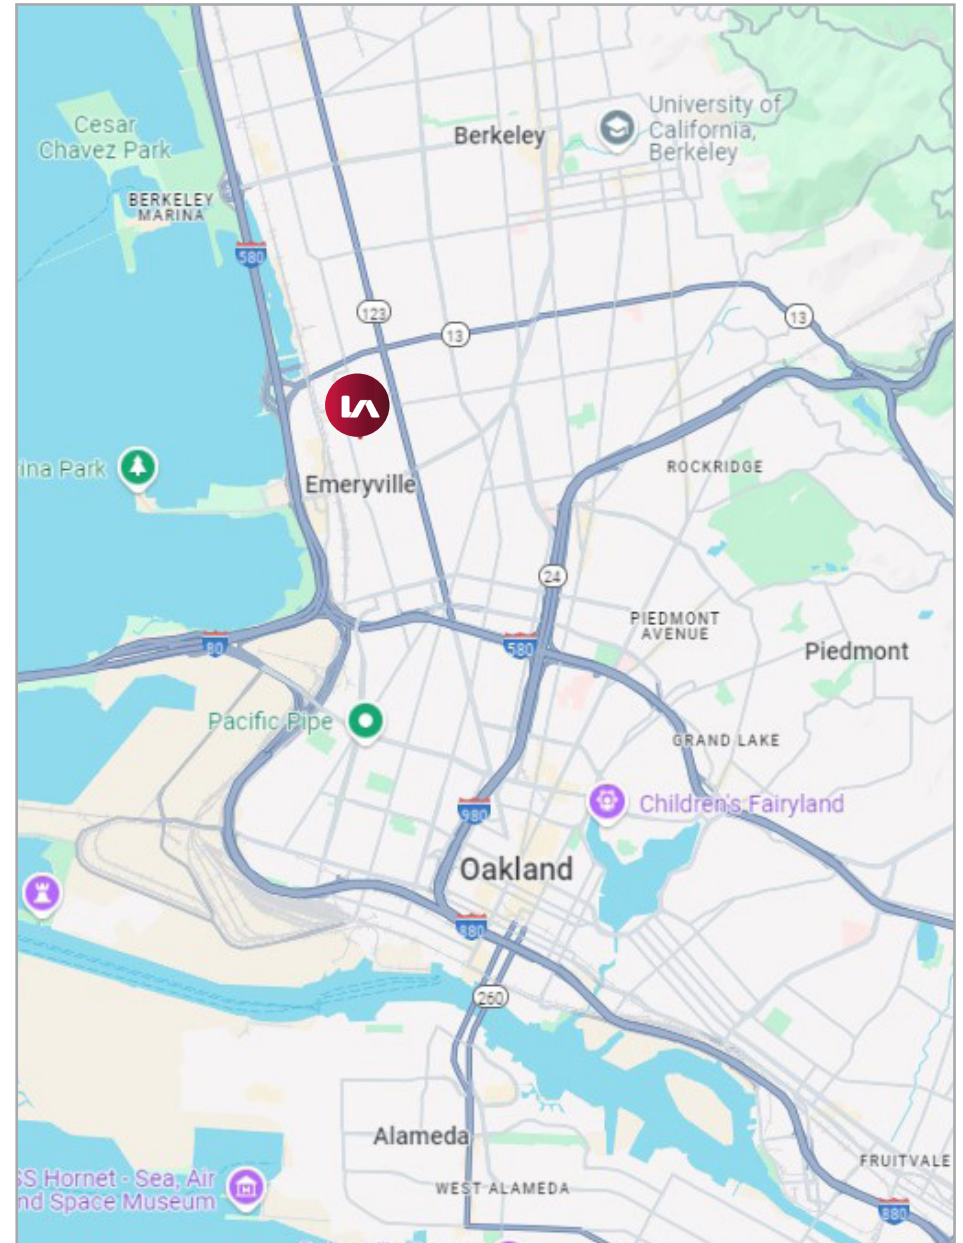 University of
California,
Berkeley
Berkeley
Cesar
Chavez Park
BERKELEY
MARINA
580
123
13
13
LA
Emeryville
ina Park
ROCKRIDGE
24
PIEDMONT
AVENUE
Piedmont
80
580
Pacific Pipe
GRAND LAKE
980
Children's Fairyland
Oakland
880
260
Alameda
FRUITVALE
SS Hornet - Sea, Air
nd Space Museum
WEST ALAMEDA
880